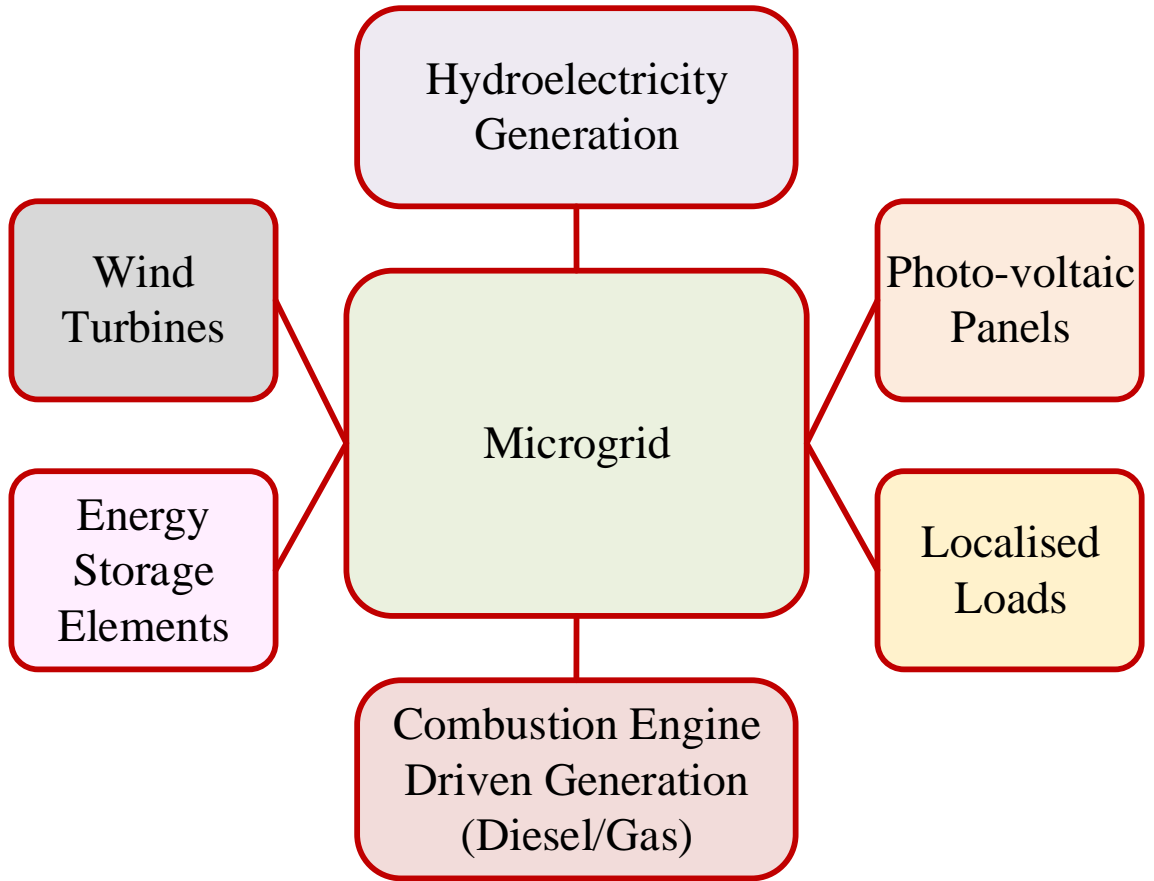 Hydroelectricity
Generation
Wind
Turbines
Photo-voltaic
Panels
Microgrid
Energy
Storage
Elements
Localised
Loads
Combustion Engine
Driven Generation
(Diesel/Gas)